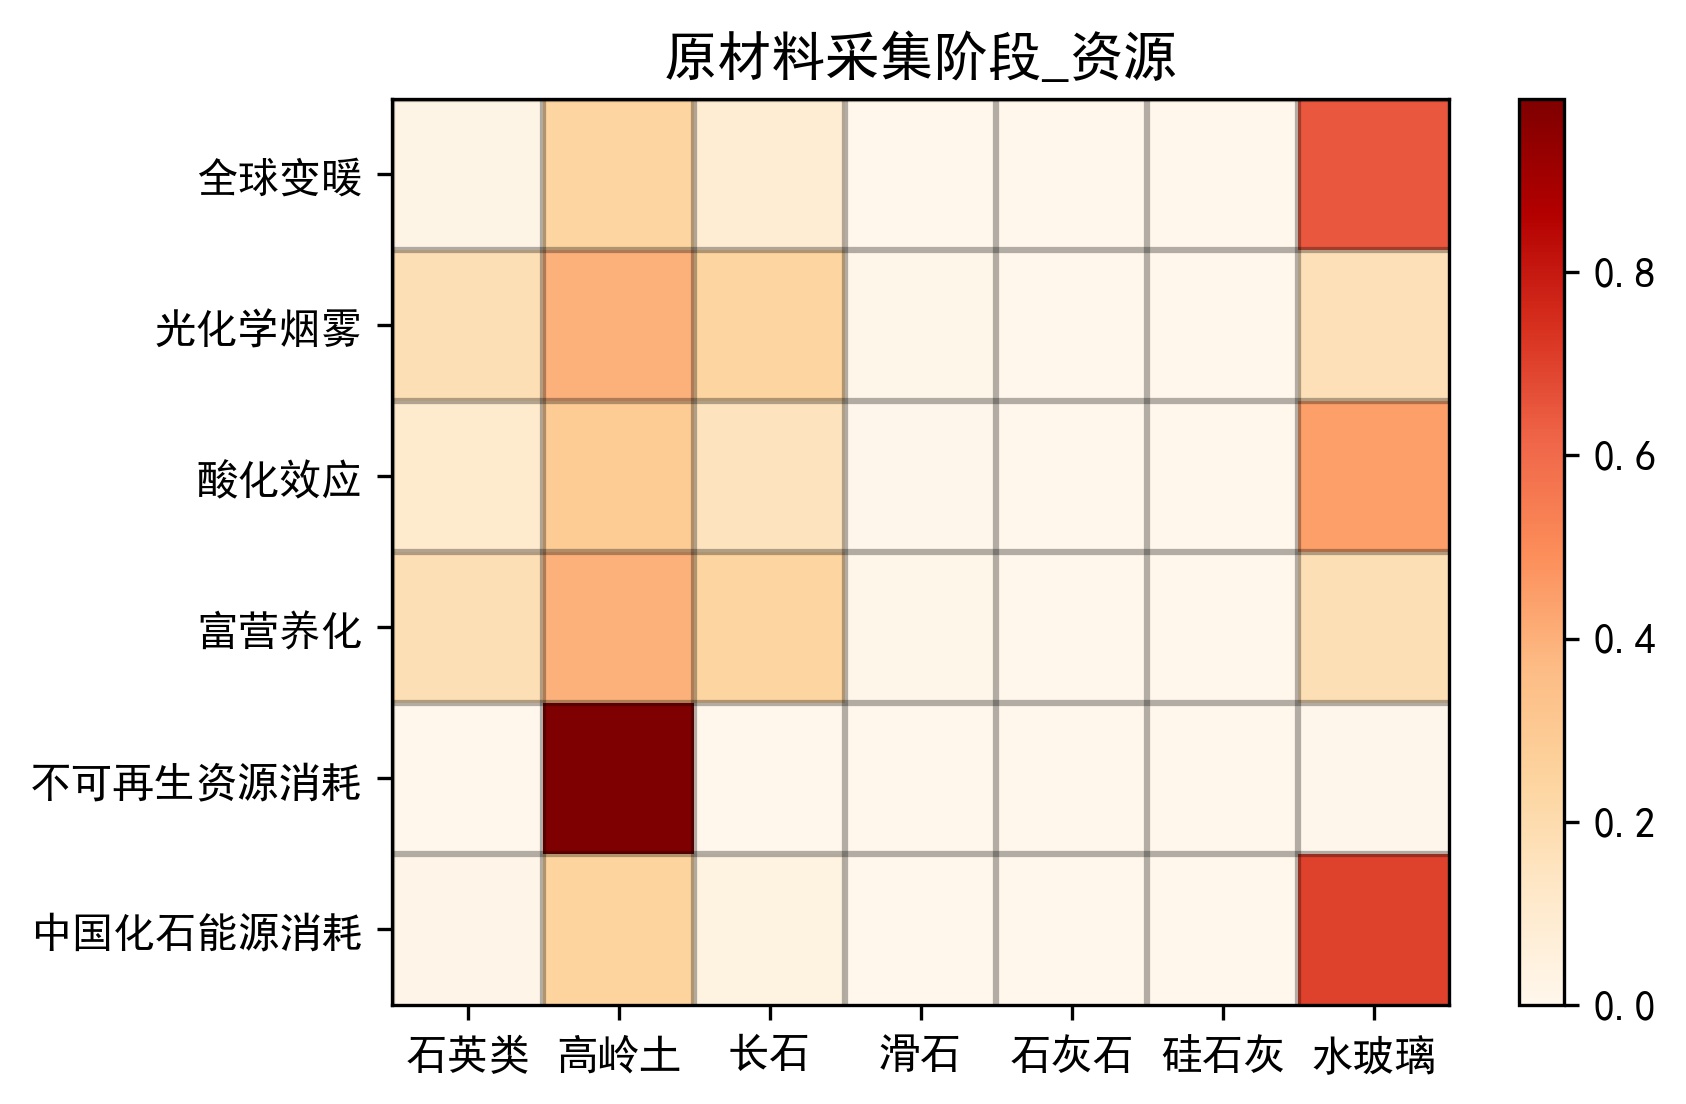 原材料采集阶段_资源
全球变暖
光化学烟雾
酸化效应
富营养化
不可再生资源消耗
中国化石能源消耗
石英类 高岭土 长石 滑石 石灰石 硅石灰 水玻璃
0.8
0.6
0.4
0.2
0.0